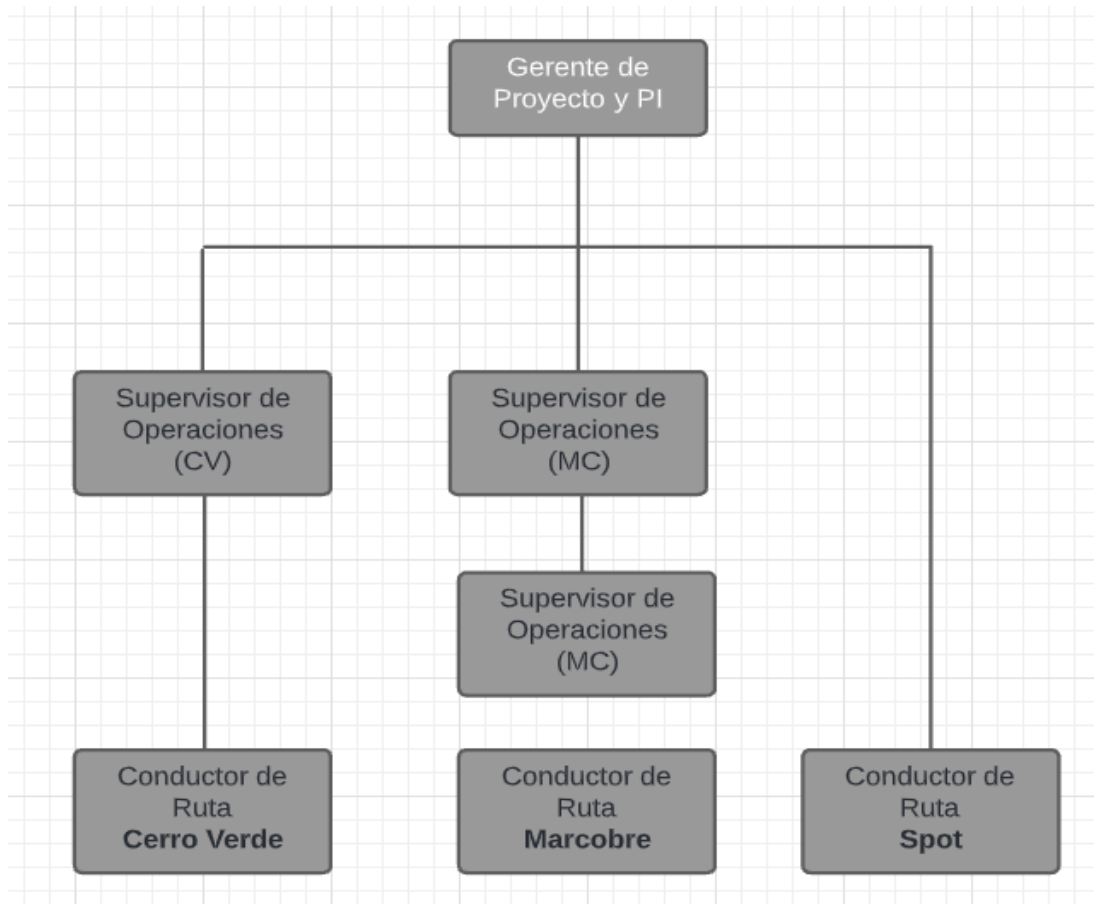 Gerente de
Proyecto y PI
Supervisor de
Operaciones
(CV)
Supervisor de
Operaciones
(MC)
Supervisor de
Operaciones
(MC)
Conductor de
Ruta
Cerro Verde
Conductor de
Ruta
Marcobre
Conductor de
Ruta
Spot